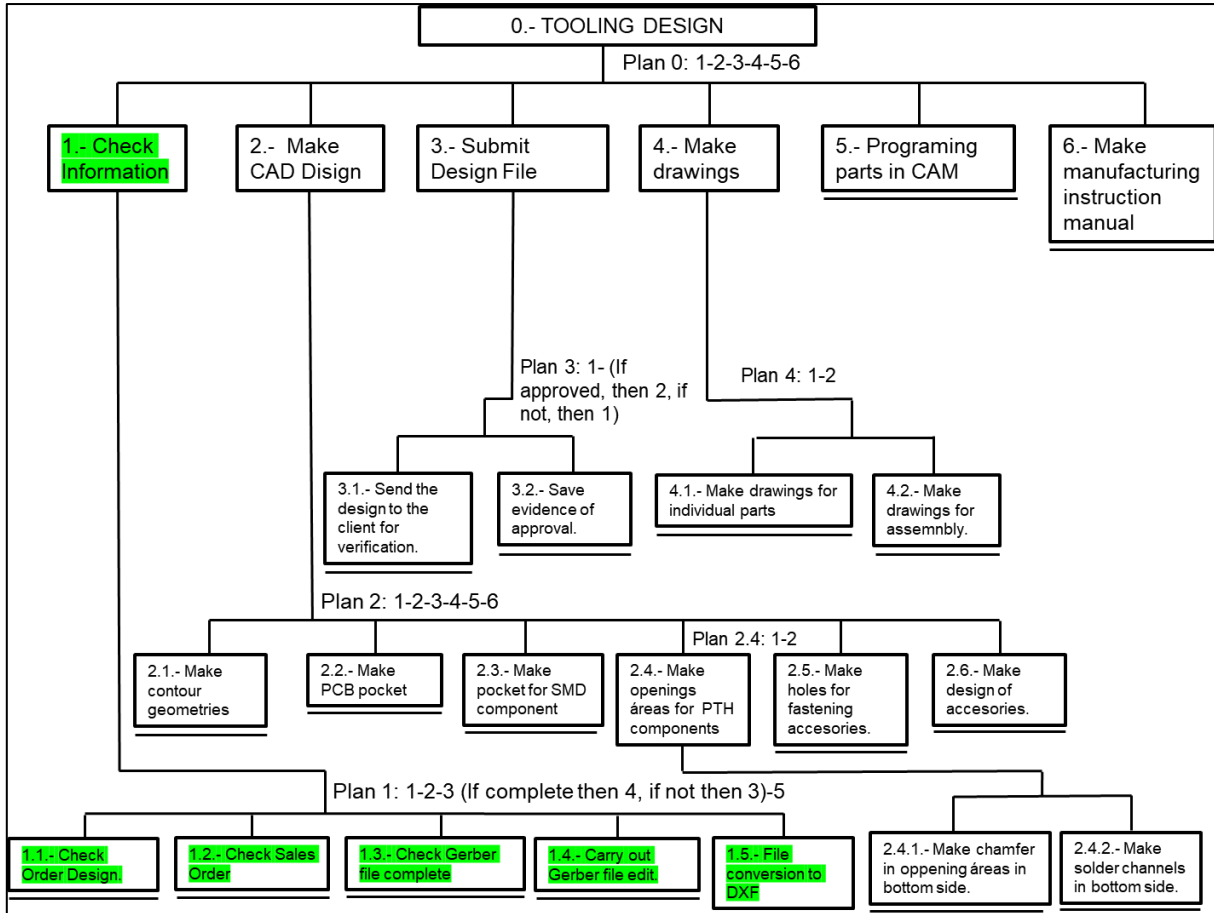 0.- TOOLING DESIGN
Plan 0: 1-2-3-4-5-6
1.- Check
Information
2.- Make
CAD Disign
3.- Submit
Design File
4.- Make
drawings
5.- Programing
parts in CAM
6.- Make
manufacturing
instruction
manual
Plan 3: 1- (If
approved, then 2, if
not, then 1)
Plan 4: 1-2
3.1.- Send the
design to the
client for
verification.
3.2.- Save
evidence of
approval.
4.1.- Make drawings for
individual parts
4.2.- Make
drawings for
assemnbly.
Plan 2: 1-2-3-4-5-6
Plan 2.4: 1-2
2.1.- Make
contour
geometries
2.2.- Make
PCB pocket
2.3.- Make
pocket for SMD
component
2.4.- Make
openings
áreas for PTH
components
2.5.- Make
holes for
fastening
accesories.
2.6.- Make
design of
accesories.
Plan 1: 1-2-3 (If complete then 4, if not then 3)-5
1.1.- Check
Order Design.
1.2.- Check Sales
Order
1.3.- Check Gerber
file complete
1.4.- Carry out
Gerber file edit.
1.5.- File
conversion to
DXF
2.4.1.- Make chamfer
in oppening áreas in
bottom side.
2.4.2.- Make
solder channels
in bottom side.